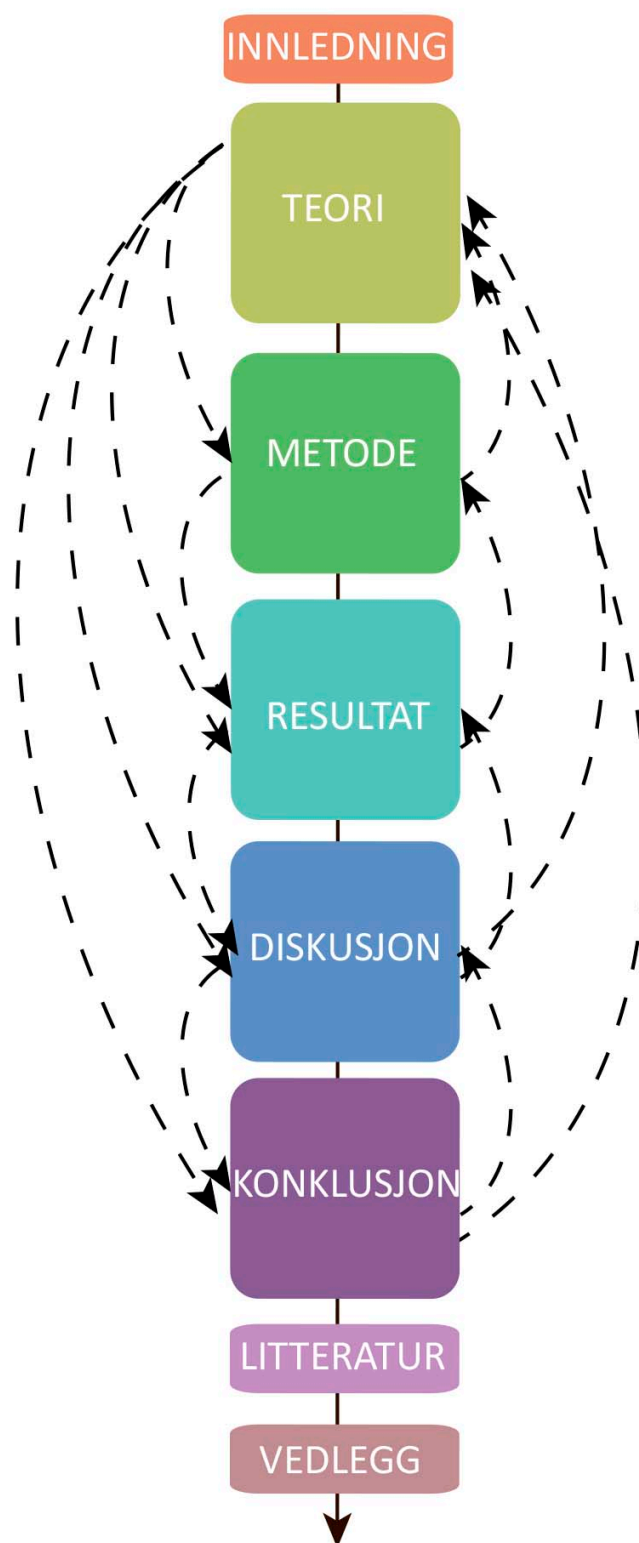 INNLEDNING
TEORI
METODE
RESULTAT
DISKUSJON
KONKLUSJON
LITTERATUR
VEDLEGG